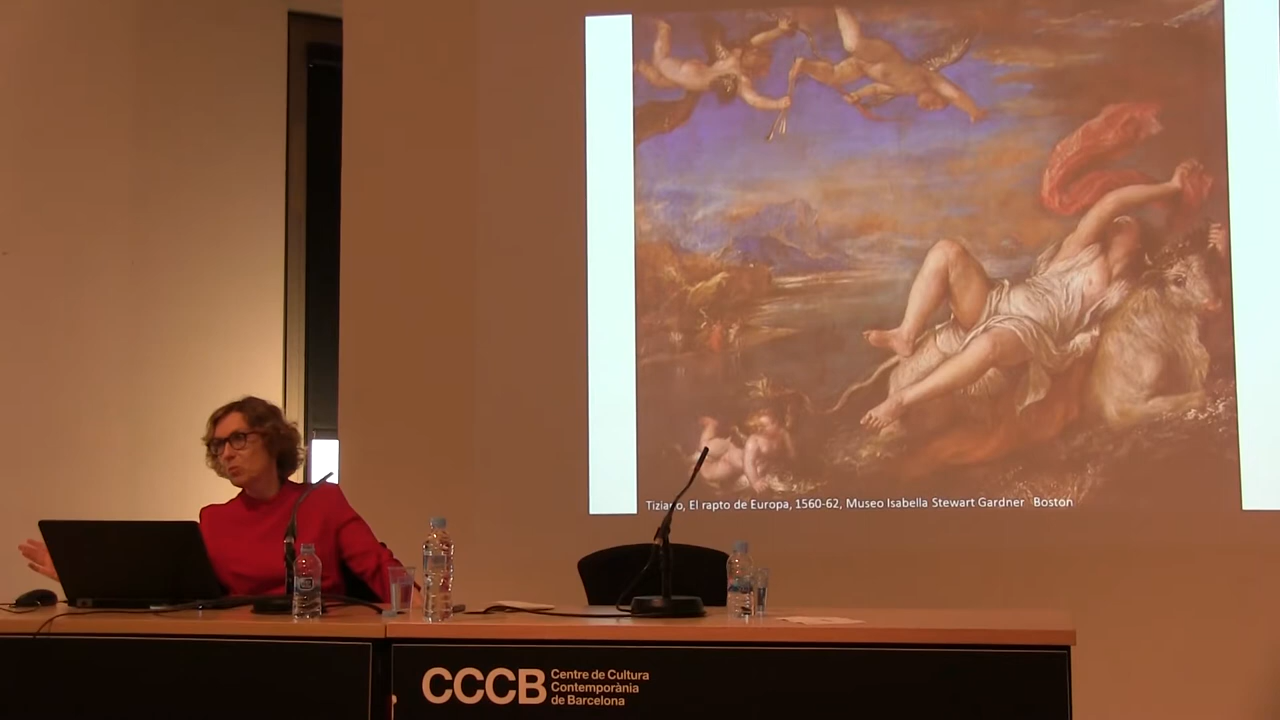 Tiziano, El rapto de Europa, 1560-62, Museo Isabella Stewart Gardner Boston
CCCB
Centre de Cultura
Contemporània
de Barcelona